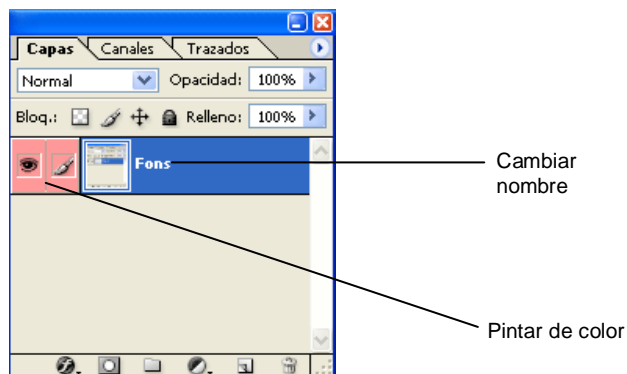 Capas Canales Trazados
Normal Opacidad: 100%
Bloq.: Relleno: 100%
Fons
Cambiar
nombre
Pintar de color